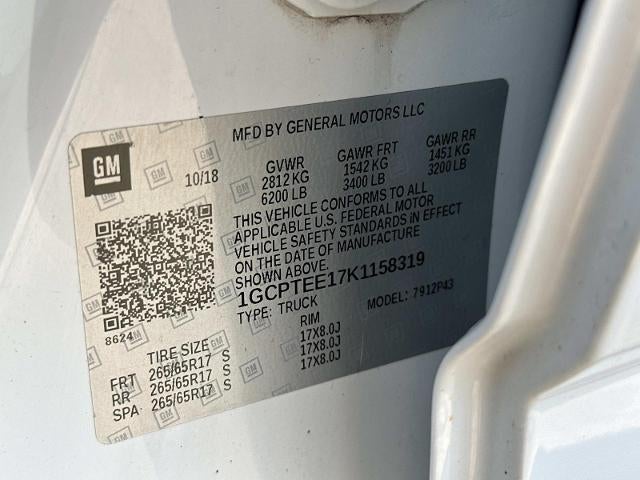 MFD BY GENERAL MOTORS LLC
GM
10/18
GVWR
2812 KG
6200 LB
GAWR FRT
1542 KG
3400 LB
GAWR RR
1451 KG
3200 LB
THIS VEHICLE CONFORMS TO ALL
APPLICABLE U.S. FEDERAL MOTOR
VEHICLE SAFETY STANDARDS IN EFFECT
ON THE DATE OF MANUFACTURE
SHOWN ABOVE.
1GCPTEE17K1158319
TYPE: TRUCK
MODEL: 7912P43
8624
TIRE SIZE
RIM
FRT 265/65R17 S 17X8.0J
RR 265/65R17 S 17X8.0J
SPA 265/65R17 S 17X8.0J